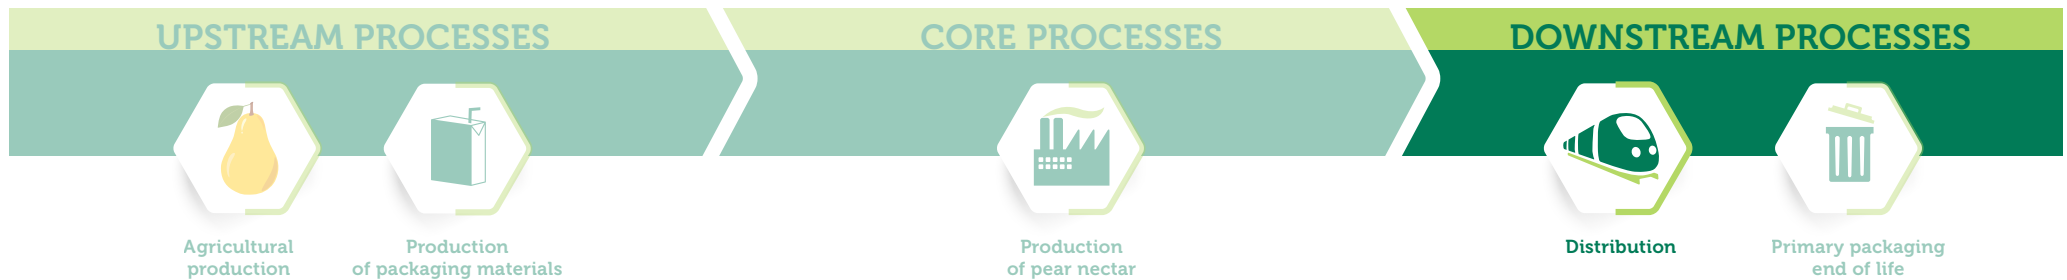 UPSTREAM PROCESSES
CORE PROCESSES
DOWNSTREAM PROCESSES
Agricultural
production
Production
of packaging materials
Production
of pear nectar
Distribution
Primary packaging
end of life